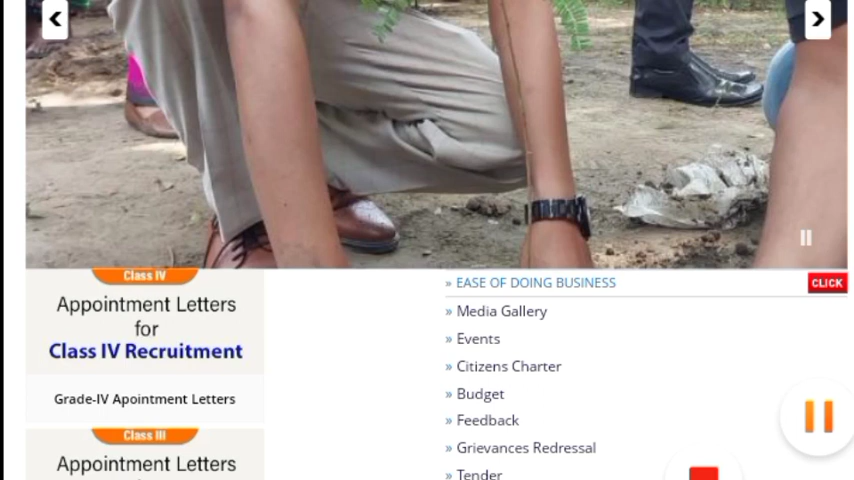 Class IV
Appointment Letters
for
Class IV Recruitment
Grade-IV Apointment Letters
Class III
Appointment Letters
» EASE OF DOING BUSINESS
CLICK
» Media Gallery
» Events
» Citizens Charter
» Budget
» Feedback
» Grievances Redressal
» Tender